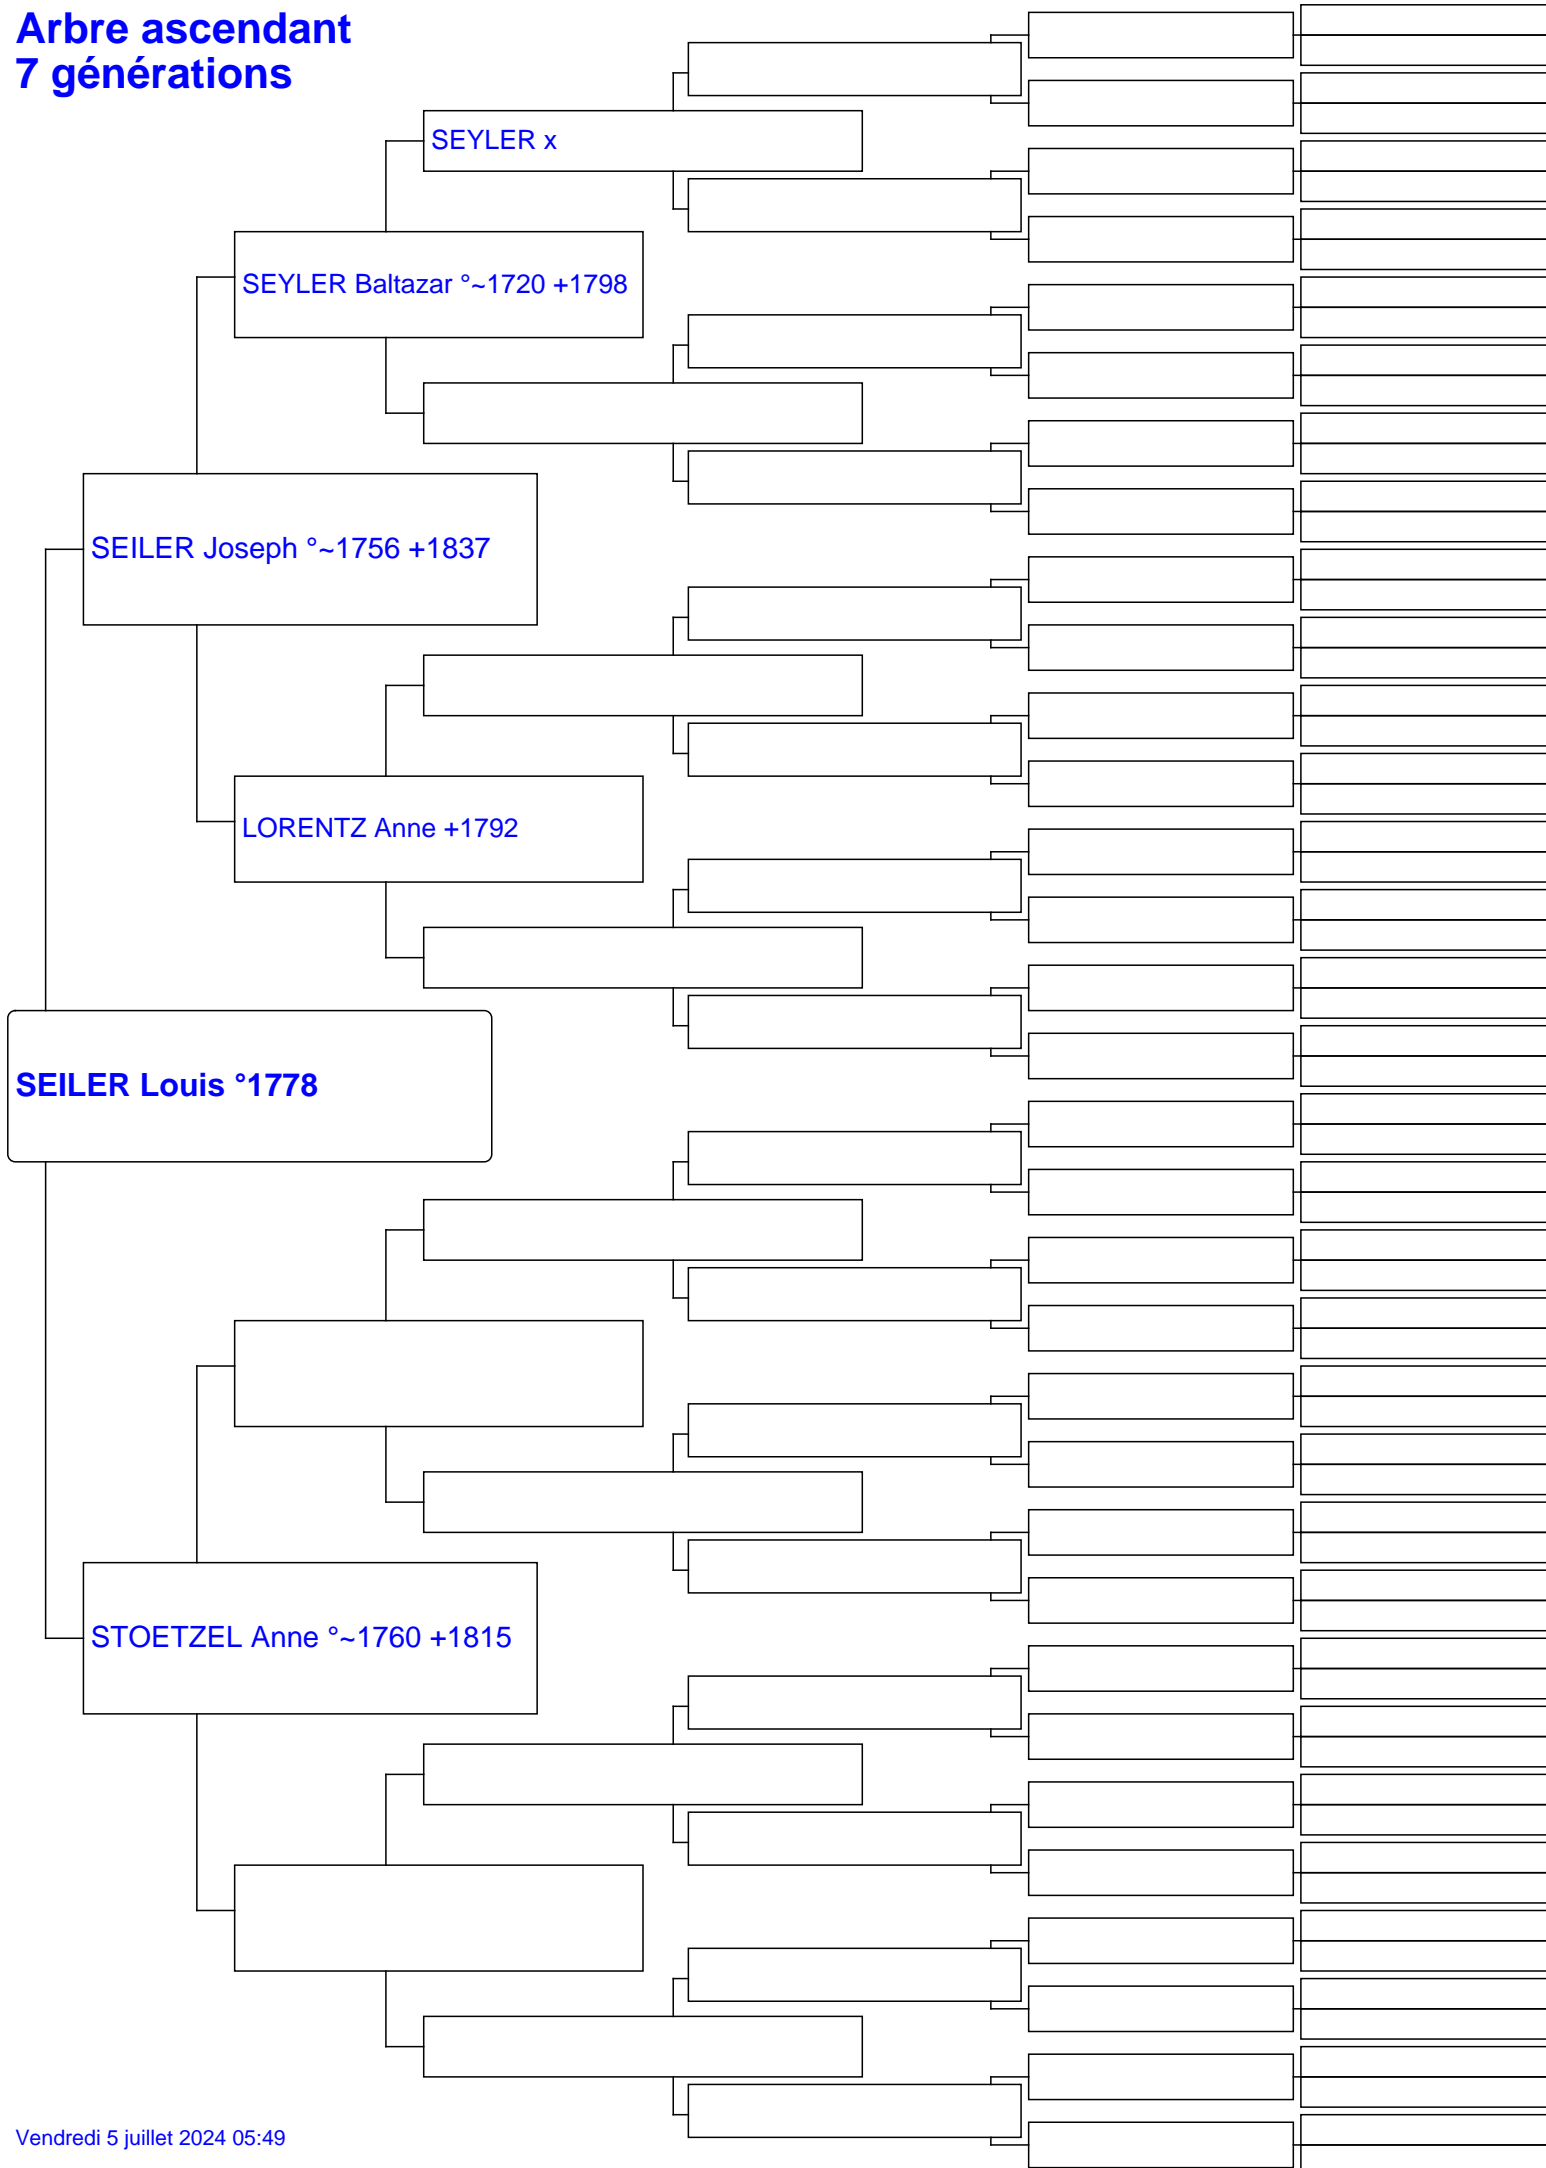 Arbre ascendant
7 générations
SEYLER x
SEYLER Baltazar °~1720 +1798
SEILER Joseph °~1756 +1837
LORENTZ Anne +1792
SEILER Louis °1778
STOETZEL Anne °~1760 +1815
Vendredi 5 juillet 2024 05:49